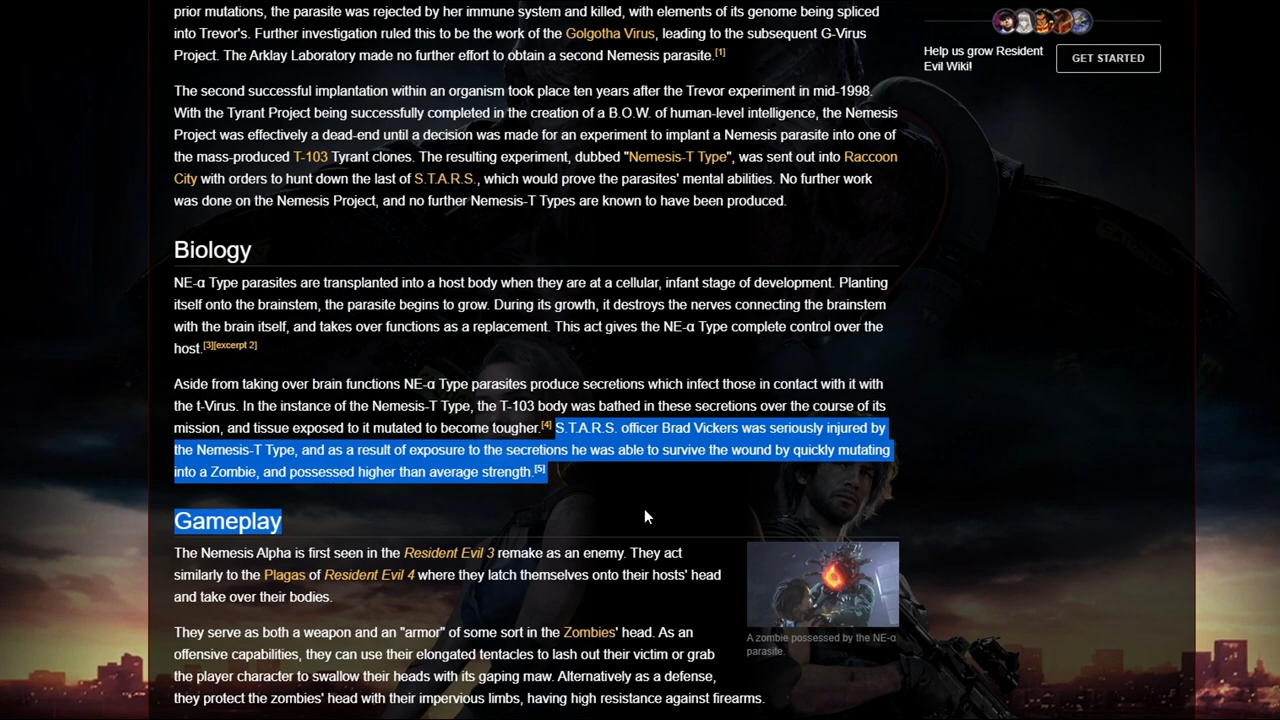 prior mutations, the parasite was rejected by her immune system and killed, with elements of its genome being spliced
into Trevor's. Further investigation ruled this to be the work of the Golgotha Virus, leading to the subsequent G-Virus
Project. The Arklay Laboratory made no further effort to obtain a second Nemesis parasite.[1]
The second successful implantation within an organism took place ten years after the Trevor experiment in mid-1998.
With the Tyrant Project being successfully completed in the creation of a B.O.W. of human-level intelligence, the Nemesis
Project was effectively a dead-end until a decision was made for an experiment to implant a Nemesis parasite into one of
the mass-produced T-103 Tyrant clones. The resulting experiment, dubbed "Nemesis-T Type", was sent out into Raccoon
City with orders to hunt down the last of S.T.A.R.S., which would prove the parasites' mental abilities. No further work
was done on the Nemesis Project, and no further Nemesis-T Types are known to have been produced.
Biology
NE-α Type parasites are transplanted into a host body when they are at a cellular, infant stage of development. Planting
itself onto the brainstem, the parasite begins to grow. During its growth, it destroys the nerves connecting the brainstem
with the brain itself, and takes over functions as a replacement. This act gives the NE-α Type complete control over the
host.[3][excerpt 2]
Aside from taking over brain functions NE-α Type parasites produce secretions which infect those in contact with it with
the t-Virus. In the instance of the Nemesis-T Type, the T-103 body was bathed in these secretions over the course of its
mission, and tissue exposed to it mutated to become tougher.[4] S.T.A.R.S. officer Brad Vickers was seriously injured by
the Nemesis-T Type, and as a result of exposure to the secretions he was able to survive the wound by quickly mutating
into a Zombie, and possessed higher than average strength.[5]
Gameplay
The Nemesis Alpha is first seen in the Resident Evil 3 remake as an enemy. They act
similarly to the Plagas of Resident Evil 4 where they latch themselves onto their hosts' head
and take over their bodies.
They serve as both a weapon and an "armor" of some sort in the Zombies' head. As an
offensive capabilities, they can use their elongated tentacles to lash out their victim or grab
the player character to swallow their heads with its gaping maw. Alternatively as a defense,
they protect the zombies' head with their impervious limbs, having high resistance against firearms.
A zombie possessed by the NE-α
parasite.
Help us grow Resident
Evil Wiki!
GET STARTED